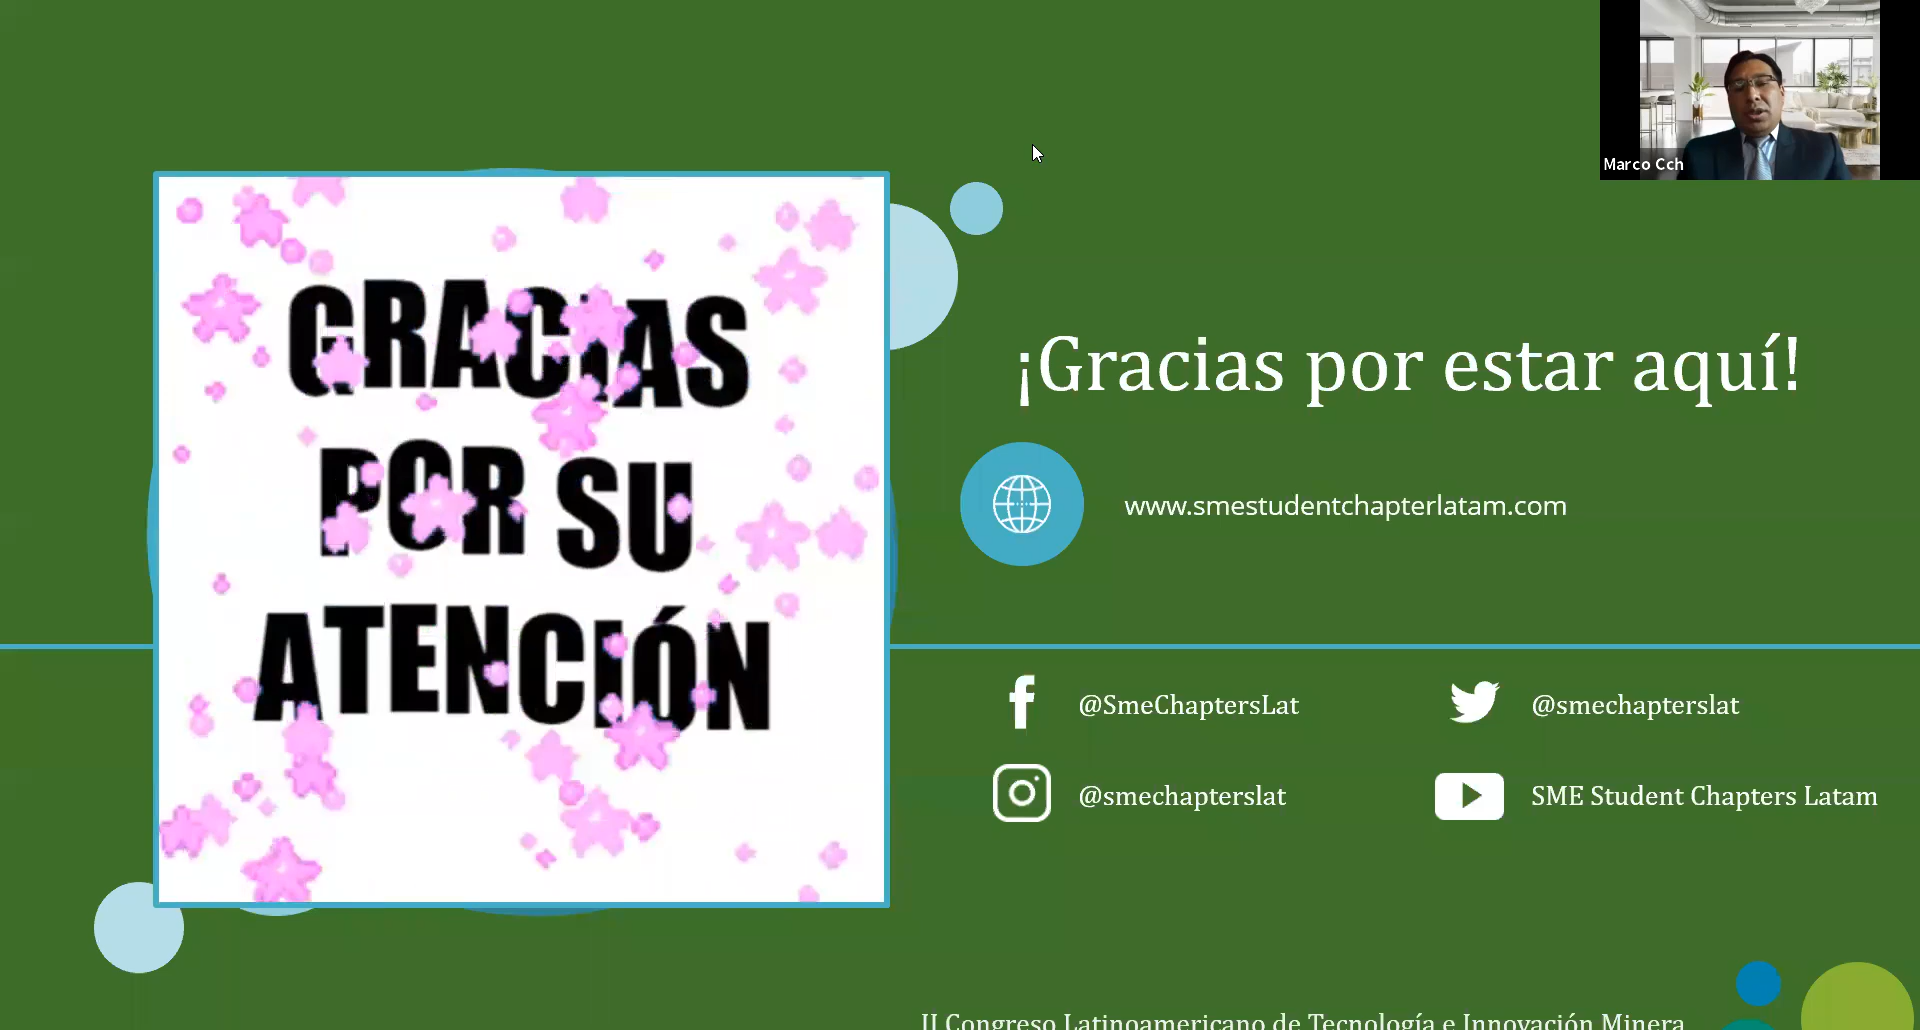 Marco Cch
GRACIAS
POR SU
ATENCIÓN
¡Gracias por estar aquí!
www.smestudentchapterlatam.com
@SmeChaptersLat
@smechapterslat
@smechapterslat
SME Student Chapters Latam
II Congreso Latinoamericano de Tecnología e Innovación Minera